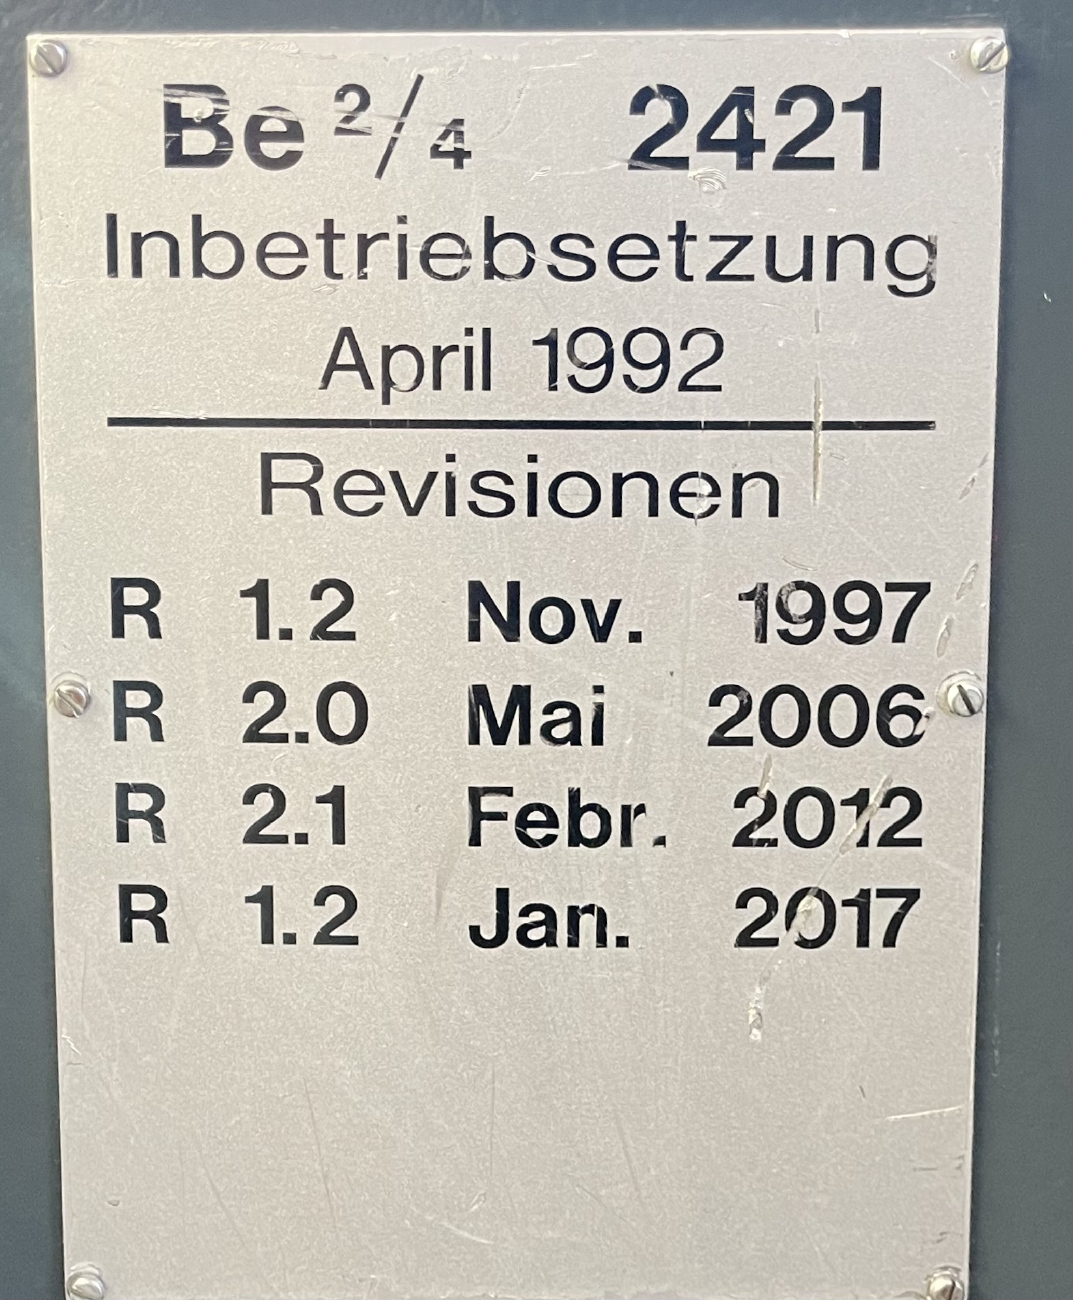 Be 2/4 2421
Inbetriebsetzung
April 1992
Revisionen
R 1.2 Nov. 1997
R 2.0 Mai 2006
R 2.1 Febr. 2012
R 1.2 Jan. 2017